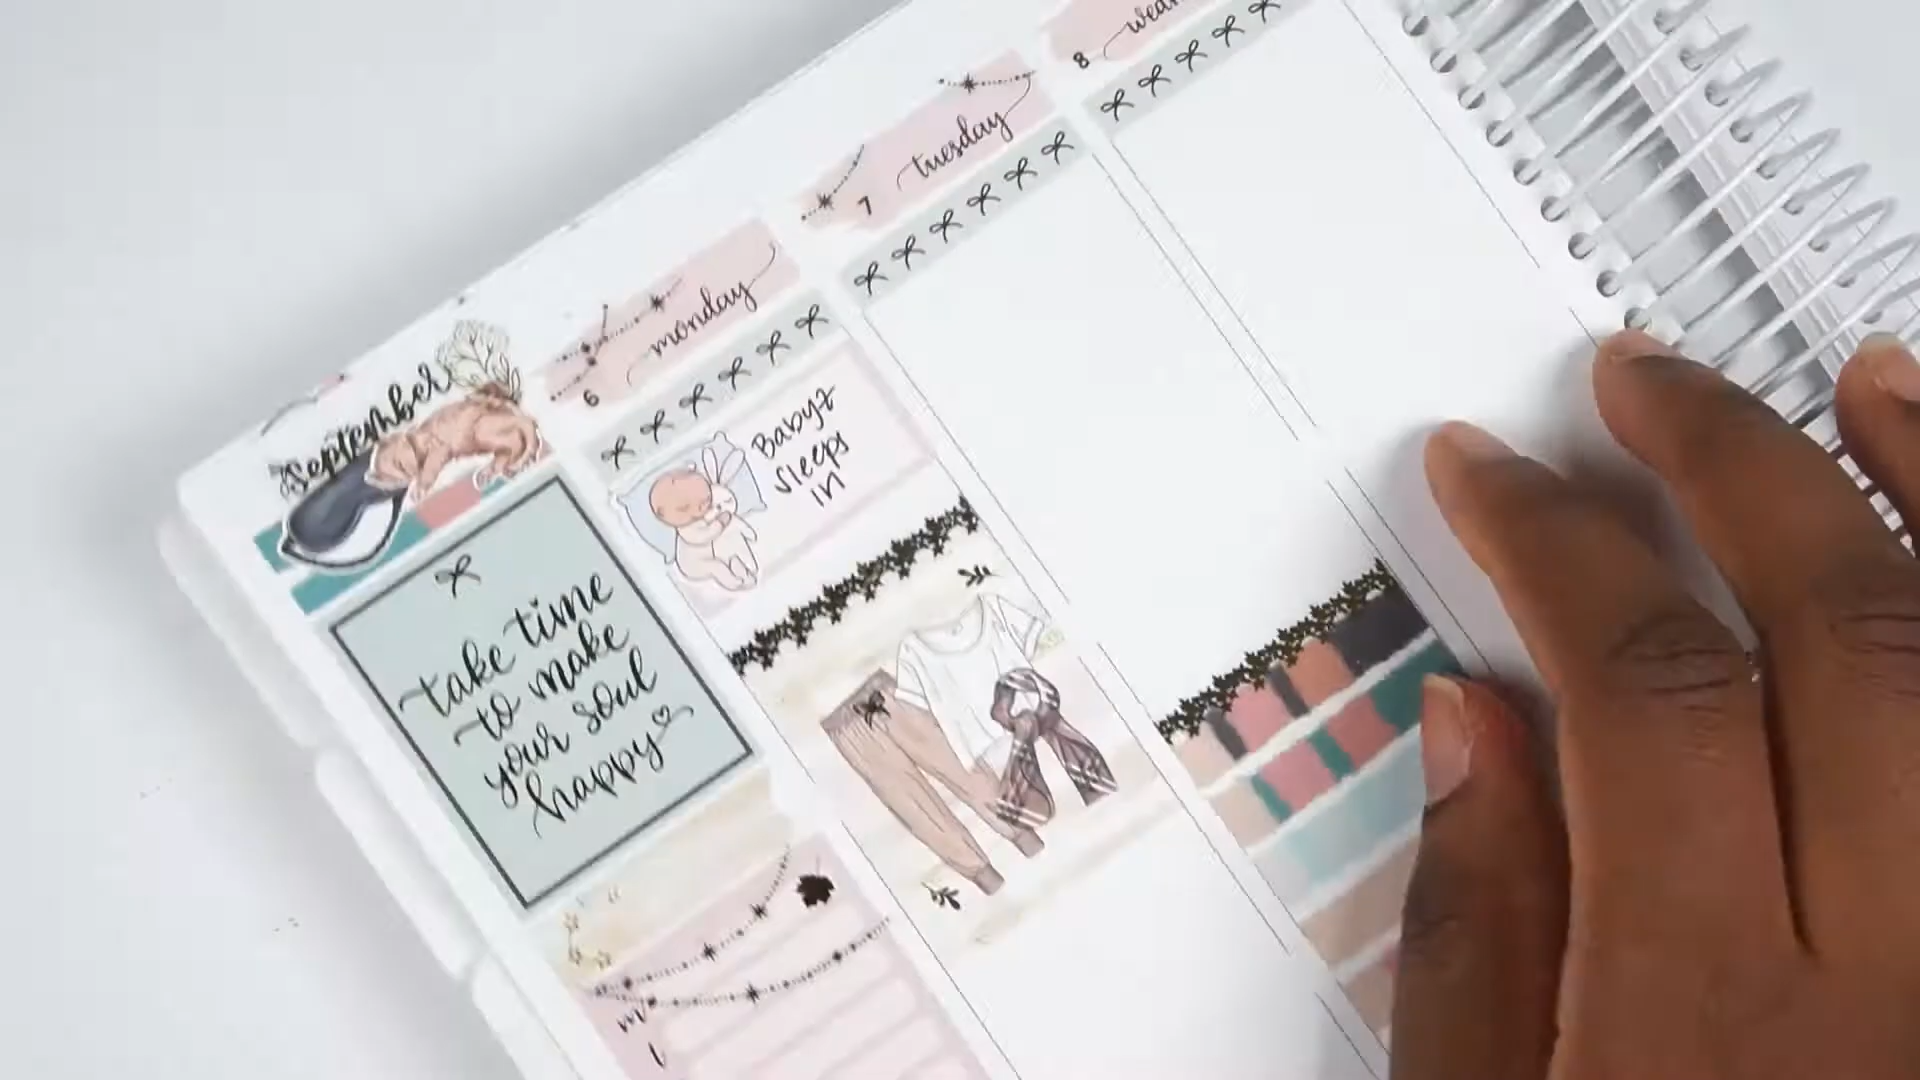 September
6 monday
7 tuesday
8
Babyz
sleeps
in
take time
to make
your soul
happy
m